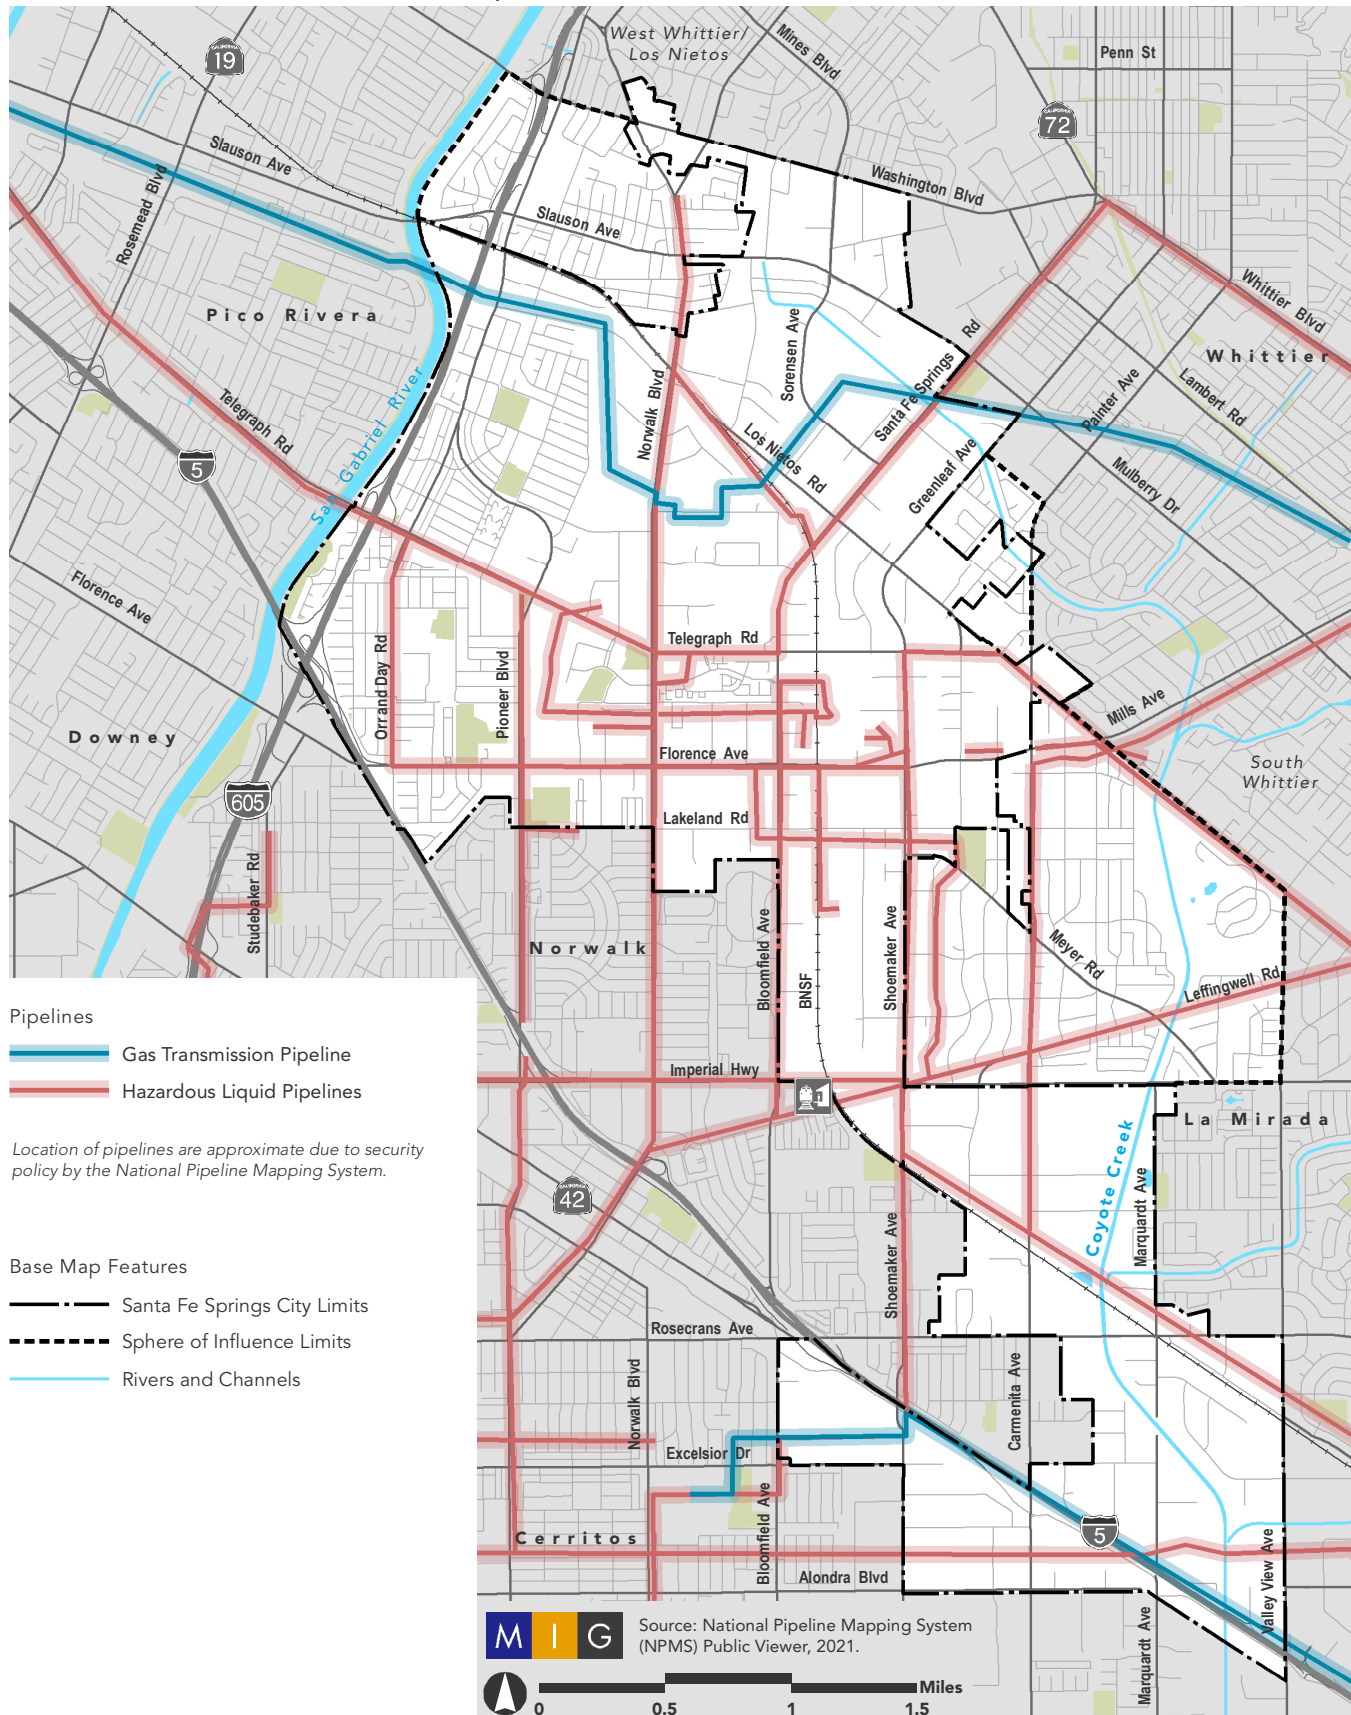 West Whittier/
Los Nietos
Mines Blvd
Penn St
CALIFORNIA
19
CALIFORNIA
72
Slauson Ave
Rosemead Blvd
Washington Blvd
Slauson Ave
Whittier Blvd
Pico Rivera
Sorensen Ave
Santa Fe Springs Rd
Whittier
Painter Ave
Lambert Rd
San Gabriel River
Norwalk Blvd
Telegraph Rd
Los Nietos Rd
Greenleaf Ave
Mulberry Dr
5
Florence Ave
Telegraph Rd
Orr and Day Rd
Pioneer Blvd
Mills Ave
Downey
Florence Ave
South
Whittier
605
Lakeland Rd
Studebaker Rd
Norwalk
Bloomfield Ave
BNSF
Shoemaker Ave
Meyer Rd
Leffingwell Rd
Pipelines
Gas Transmission Pipeline
Hazardous Liquid Pipelines
Imperial Hwy
La Mirada
Location of pipelines are approximate due to security
policy by the National Pipeline Mapping System.
Coyote Creek
Marquardt Ave
CALIFORNIA
42
Shoemaker Ave
Base Map Features
Santa Fe Springs City Limits
Sphere of Influence Limits
Rivers and Channels
Rosecrans Ave
Norwalk Blvd
Carmenita Ave
Excelsior Dr
Bloomfield Ave
Cerritos
5
Alondra Blvd
Valley View Ave
Marquardt Ave
M I G
Source: National Pipeline Mapping System
(NPMS) Public Viewer, 2021.
Miles
0 0.5 1 1.5